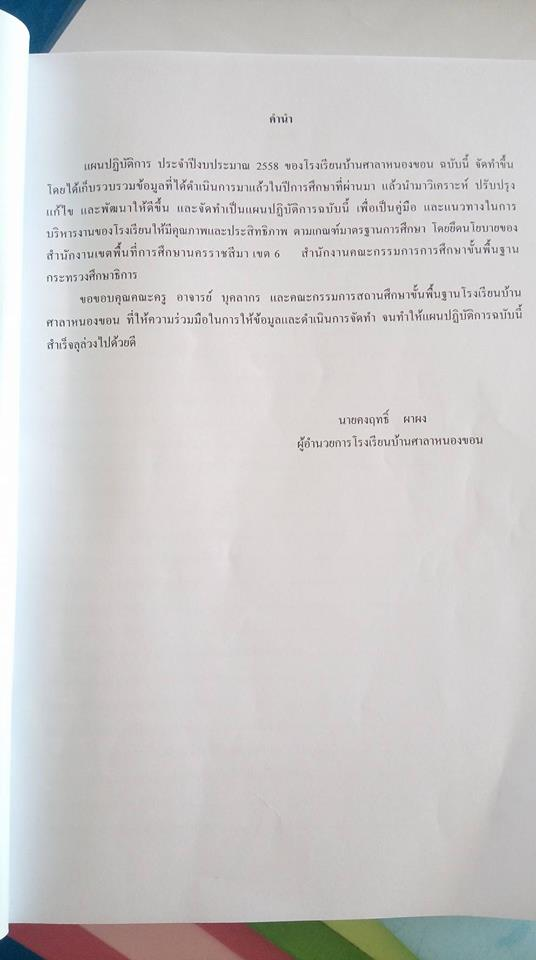 คำนำ
แผนปฏิบัติการ ประจำปีงบประมาณ 2558 ของโรงเรียนบ้านศาลาหนองขอน ฉบับนี้ จัดทำขึ้น
โดยได้เก็บรวบรวมข้อมูลที่ได้ดำเนินการมาแล้วในปีการศึกษาที่ผ่านมา แล้วนำมาวิเคราะห์ ปรับปรุง
แก้ไข และพัฒนาให้ดีขึ้น และจัดทำเป็นแผนปฏิบัติการฉบับนี้ เพื่อเป็นคู่มือ และแนวทางในการ
บริหารงานของโรงเรียนให้มีคุณภาพและประสิทธิภาพ ตามเกณฑ์มาตรฐานการศึกษา โดยยึดนโยบายของ
สำนักงานเขตพื้นที่การศึกษานครราชสีมา เขต 6 สำนักงานคณะกรรมการการศึกษาขั้นพื้นฐาน
กระทรวงศึกษาธิการ
ขอขอบคุณคณะครู อาจารย์ บุคลากร และคณะกรรมการสถานศึกษาขั้นพื้นฐานโรงเรียนบ้าน
ศาลาหนองขอน ที่ให้ความร่วมมือในการให้ข้อมูลและดำเนินการจัดทำ จนทำให้แผนปฏิบัติการฉบับนี้
สำเร็จลุล่วงไปด้วยดี
นายคงฤทธิ์ ผาผง
ผู้อำนวยการโรงเรียนบ้านศาลาหนองขอน